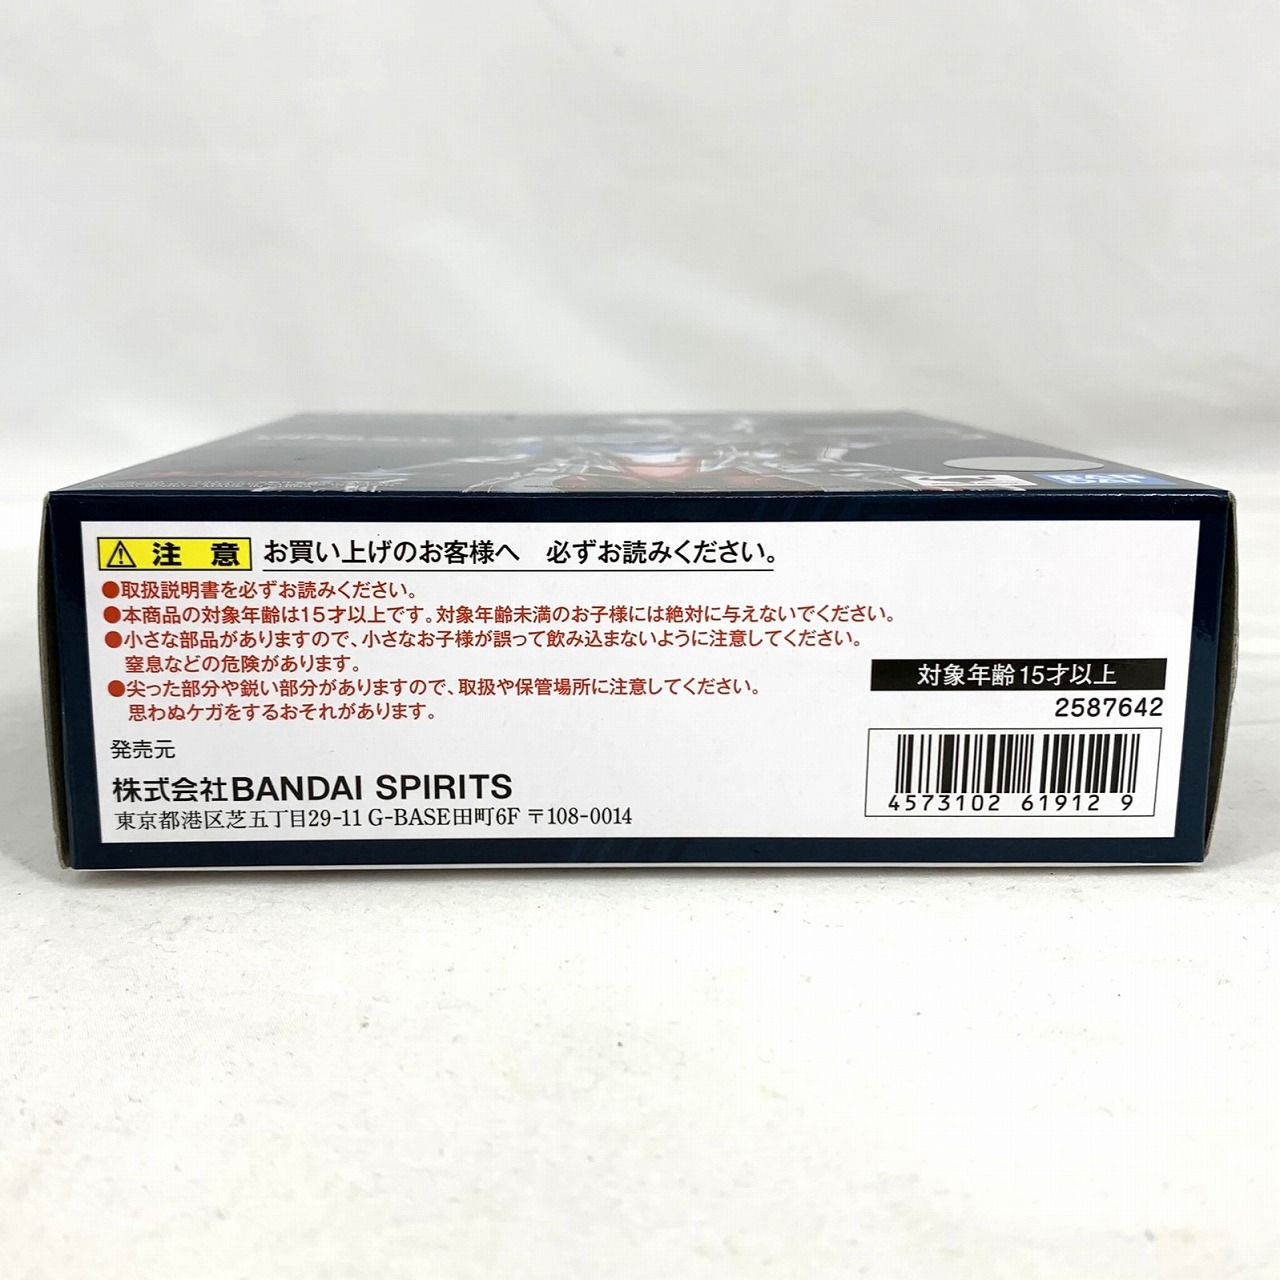 注意 お買い上げのお客様へ 必ずお読みください。
●取扱説明書を必ずお読みください。
●本商品の対象年齢は15才以上です。対象年齢未満のお子様には絶対に与えないでください。
●小さな部品がありますので、小さなお子様が誤って飲み込まないように注意してください。
窒息などの危険があります。
●尖った部分や鋭い部分がありますので、取扱や保管場所に注意してください。
思わぬケガをするおそれがあります。
対象年齢15才以上
2587642
発売元
株式会社BANDAI SPIRITS
東京都港区芝五丁目29-11 G-BASE田町6F 〒108-0014
4573102 61912 9